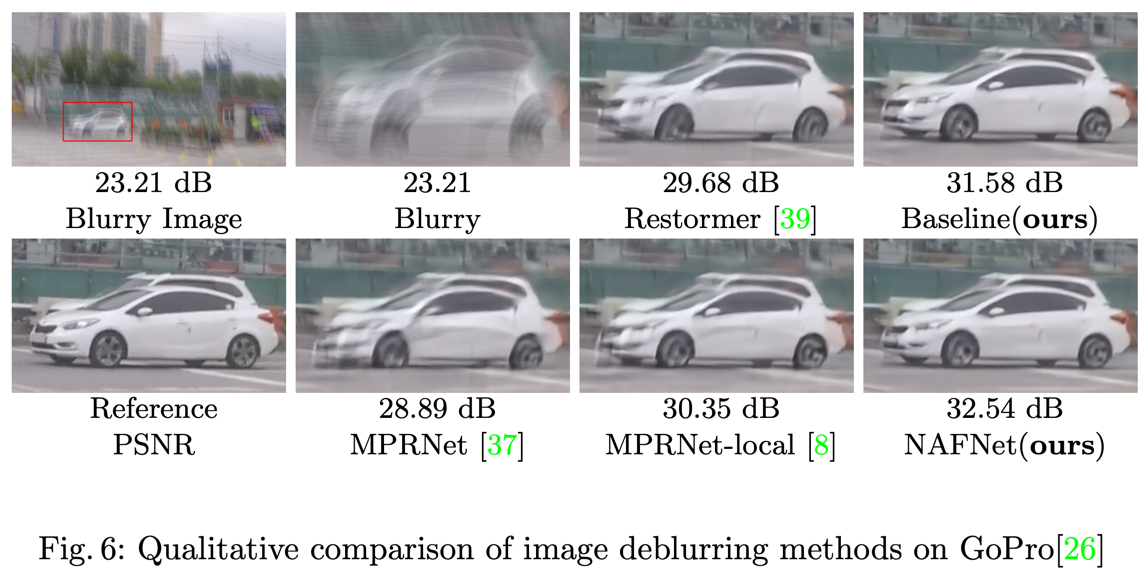 23.21 dB
Blurry Image
23.21
Blurry
29.68 dB
Restormer [39]
31.58 dB
Baseline(ours)
Reference
PSNR
28.89 dB
MPRNet [37]
30.35 dB
MPRNet-local [8]
32.54 dB
NAFNet(ours)
Fig. 6: Qualitative comparison of image deblurring methods on GoPro[26]